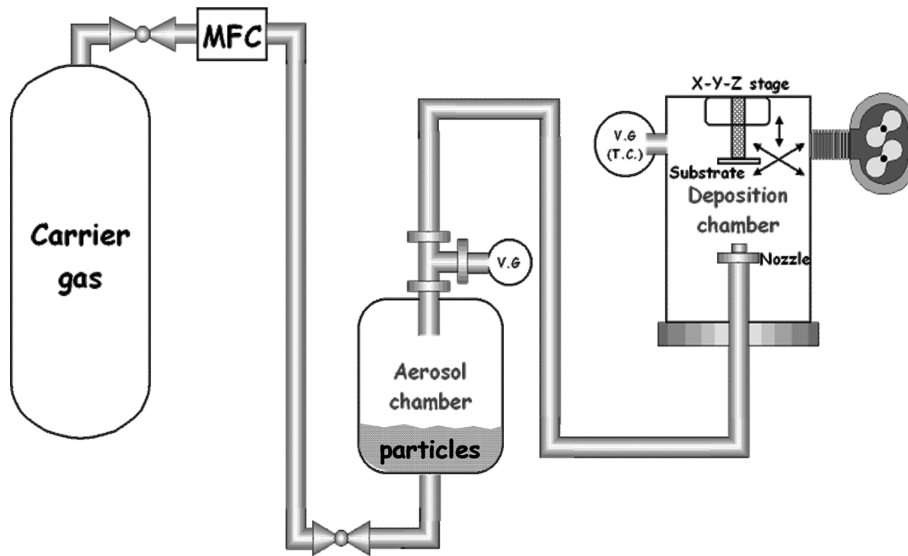 MFC
Carrier
gas
V.G
Aerosol
chamber
particles
X-Y-Z stage
V.G
(T.C.)
Substrate
Deposition
chamber
Nozzle